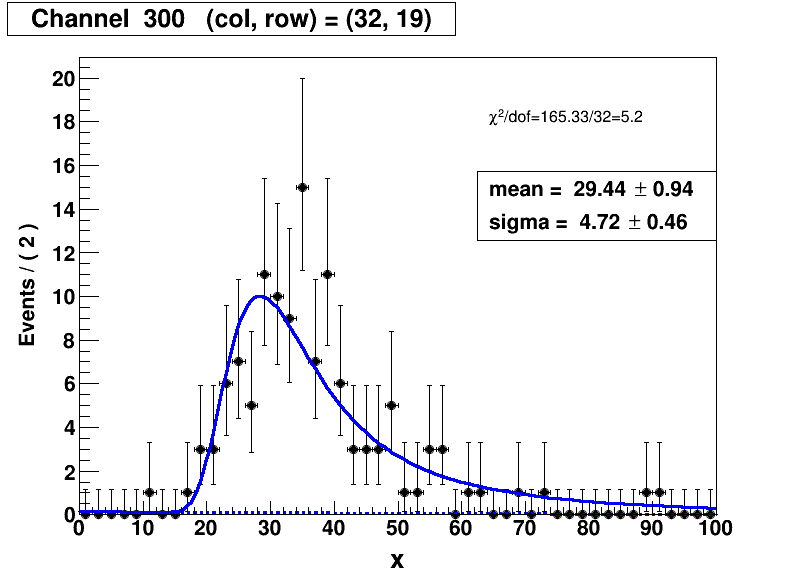 Channel 300 (col, row) = (32, 19)
χ²/dof=165.33/32=5.2
mean = 29.44 ± 0.94
sigma = 4.72 ± 0.46
Events / ( 2 )
20
18
16
14
12
10
8
6
4
2
0
0 10 20 30 40 50 60 70 80 90 100
x